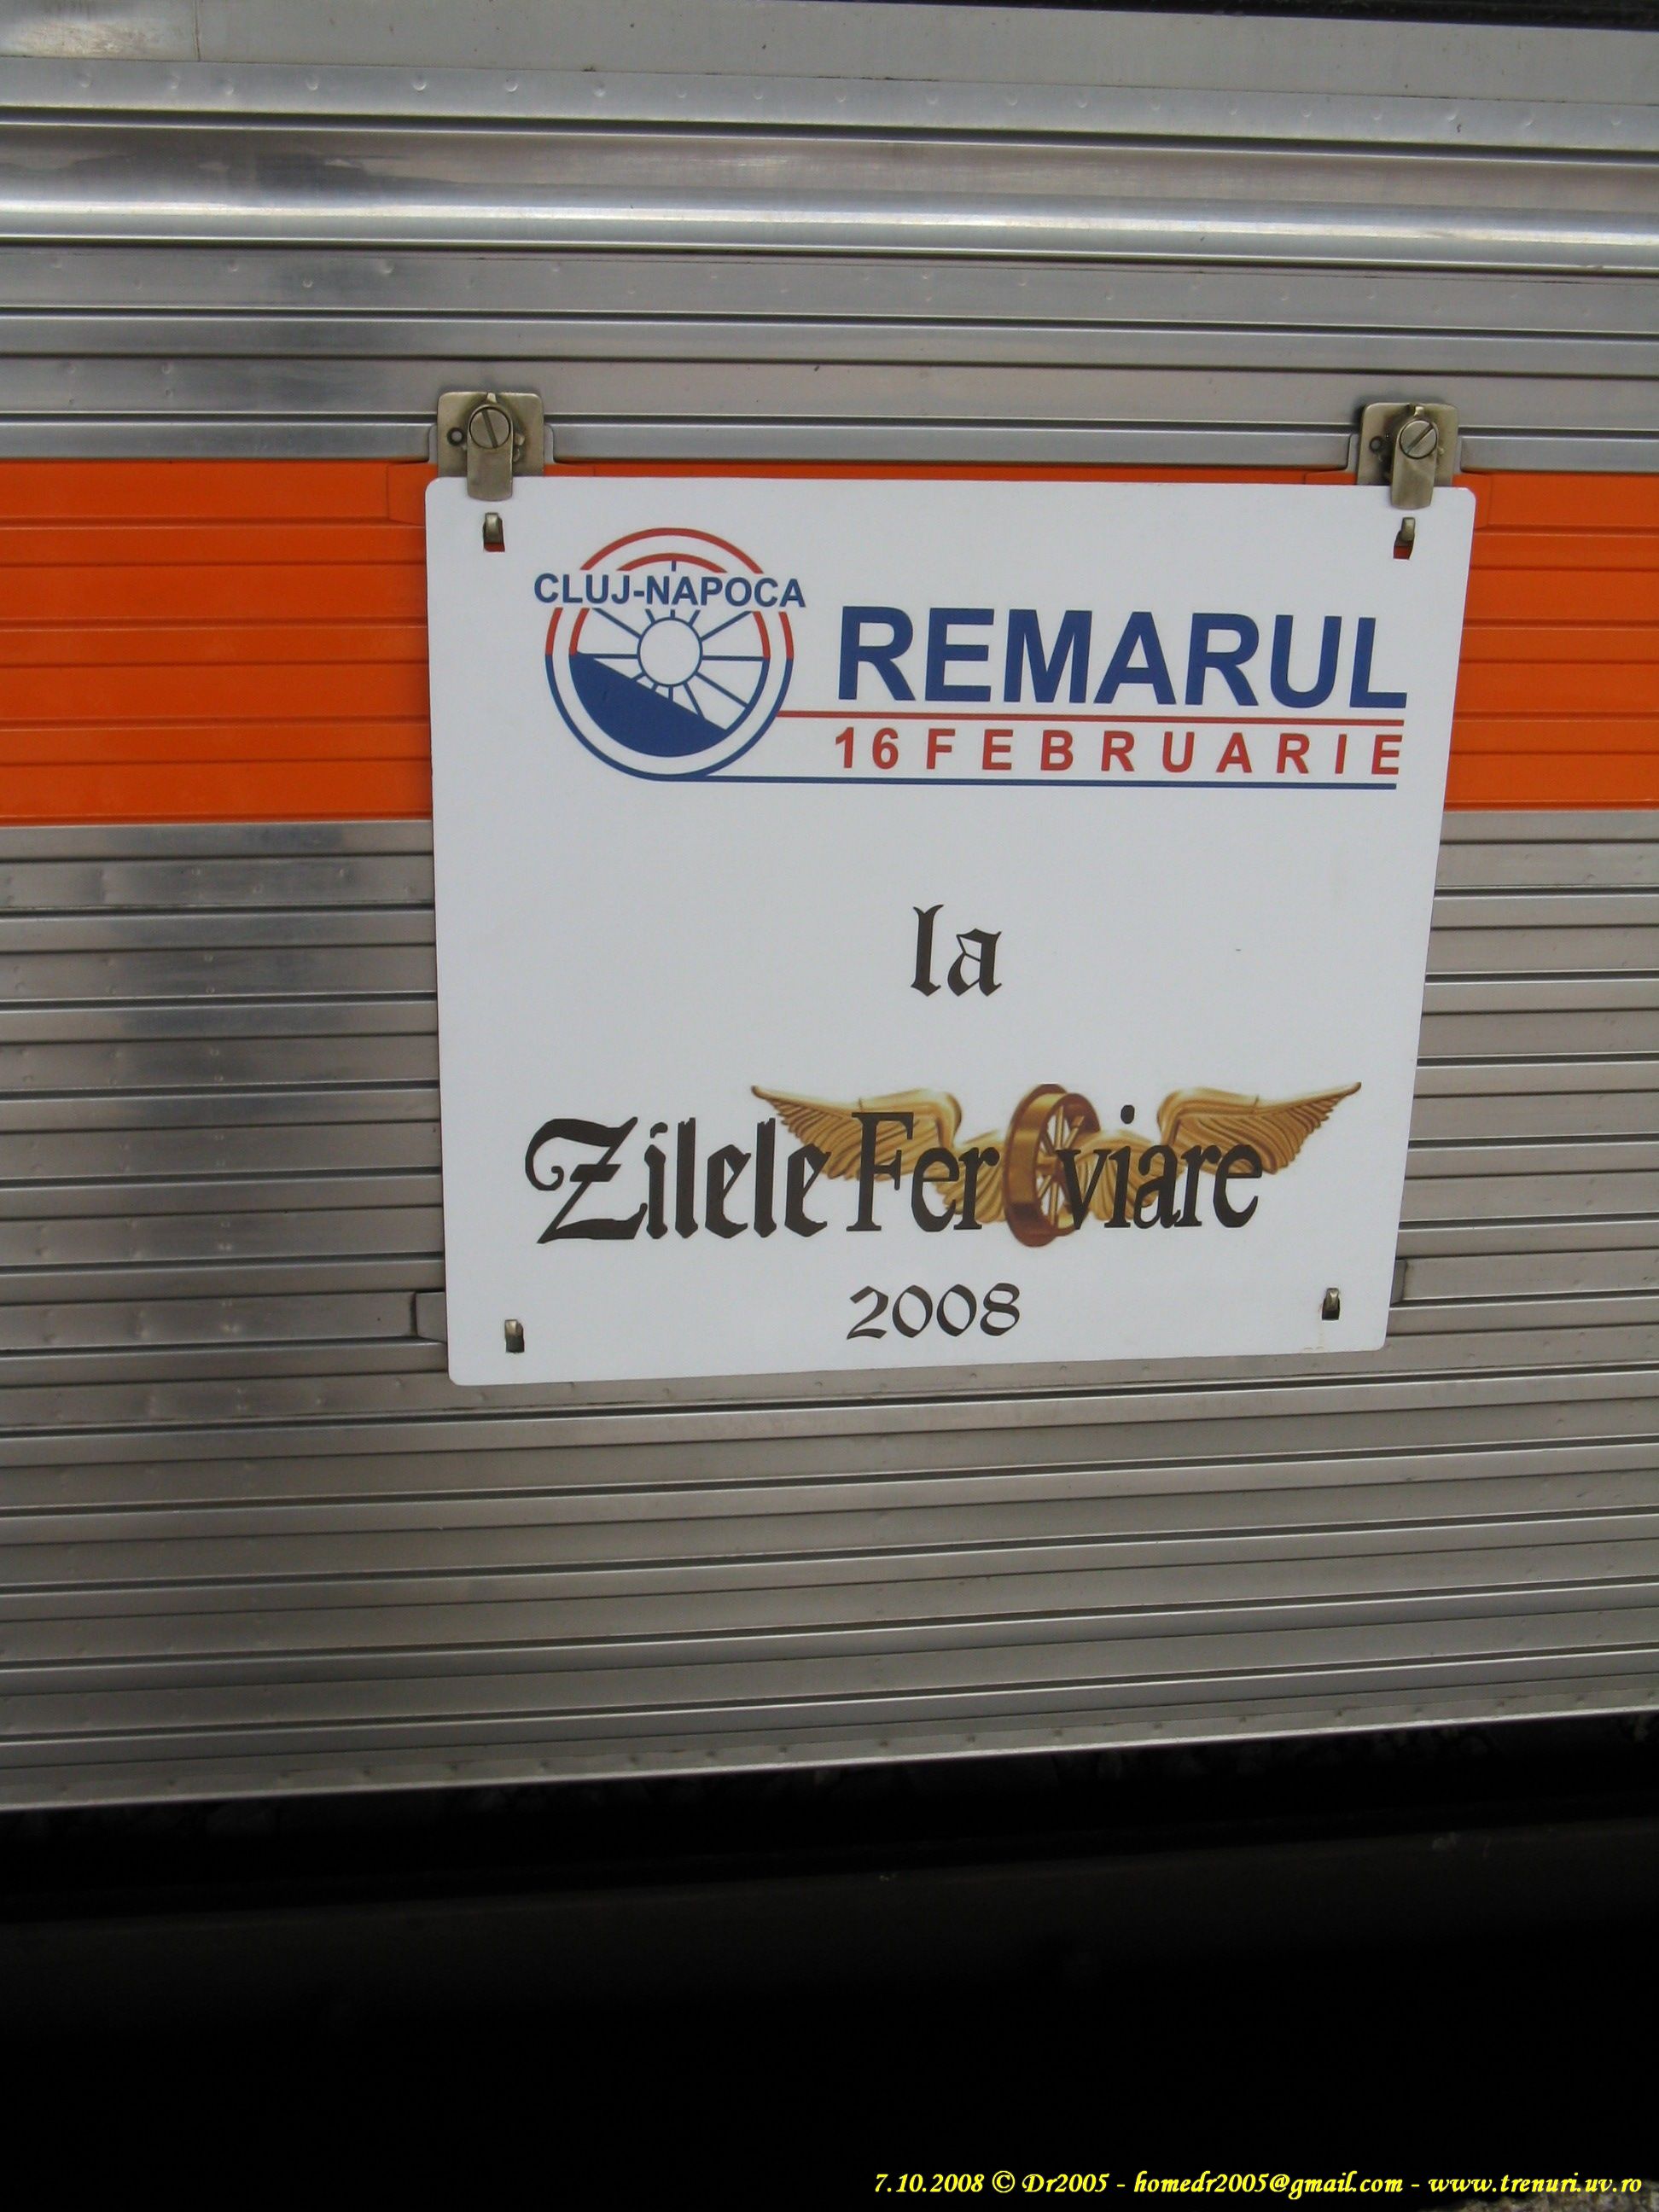 CLUJ-NAPOCA
REMARUL
16 FEBRUARIE
la
Zilele Feroviare
2008
7.10.2008 © Dr2005 - homedr2005@gmail.com - www.trenuri.uv.ro